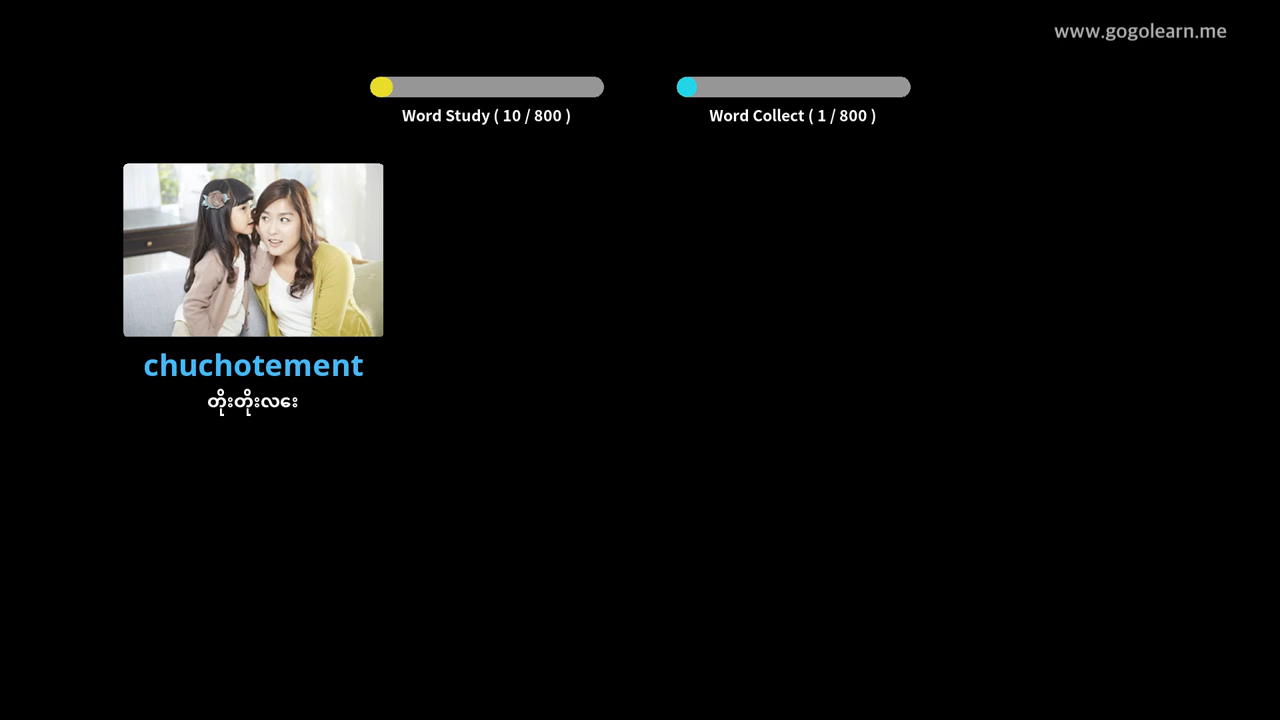 www.gogolearn.me
Word Study ( 10 / 800 )
Word Collect ( 1 / 800 )
chuchotement
တိုးတိုးလေး